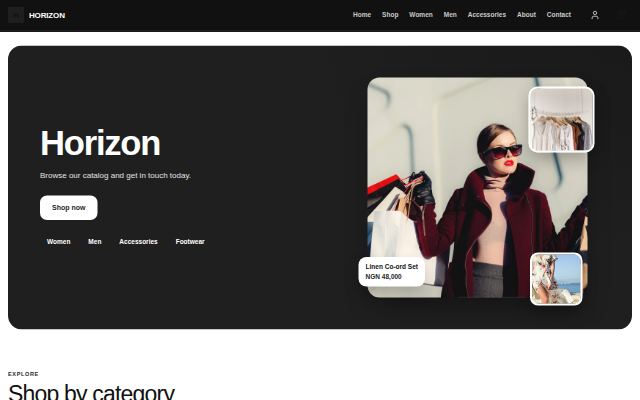 HORIZON
Home Shop Women Men Accessories About Contact
Horizon
Browse our catalog and get in touch today.
Shop now
Women Men Accessories Footwear
Linen Co-ord Set
NGN 48,000
EXPLORE
Shop by category